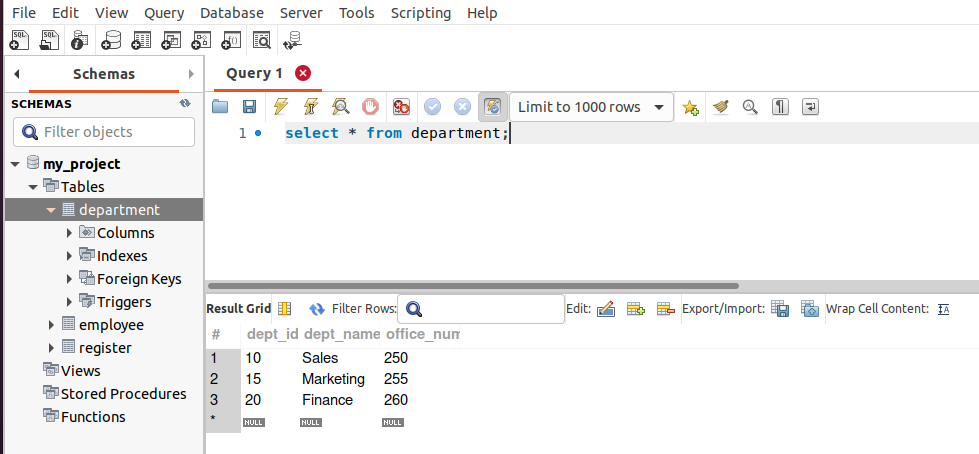 File Edit View Query Database Server Tools Scripting Help
Schemas
SCHEMAS
Filter objects
my_project
Tables
department
Columns
Indexes
Foreign Keys
Triggers
employee
register
Views
Stored Procedures
Functions
Query 1
Limit to 1000 rows
1 select * from department;
Result Grid Filter Rows: Edit: Export/Import: Wrap Cell Content:
# dept_id dept_name office_num
1 10 Sales 250
2 15 Marketing 255
3 20 Finance 260
* NULL NULL NULL